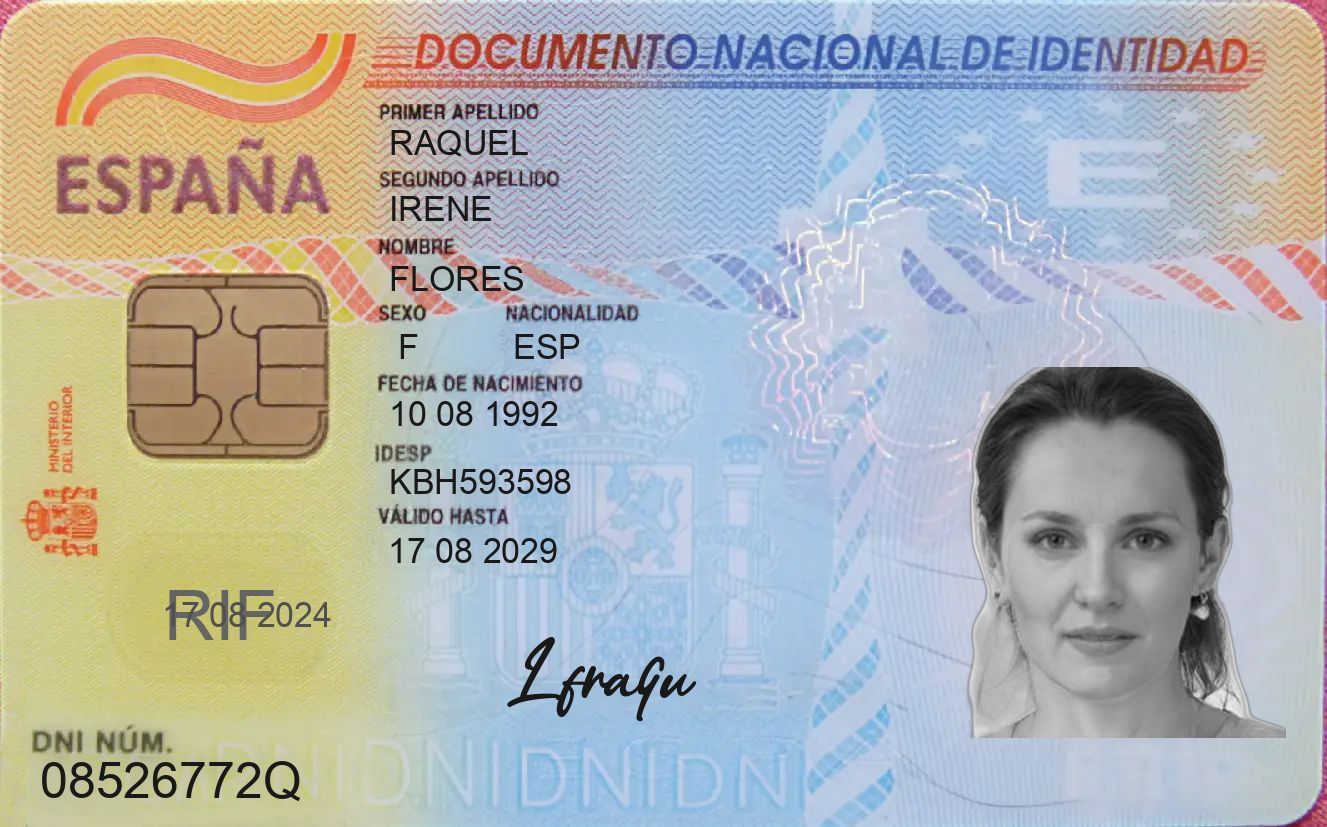 DOCUMENTO NACIONAL DE IDENTIDAD
ESPAÑA
PRIMER APELLIDO
RAQUEL
SEGUNDO APELLIDO
IRENE
NOMBRE
FLORES
SEXO NACIONALIDAD
F ESP
FECHA DE NACIMIENTO
10 08 1992
IDESP
KBH593598
VÁLIDO HASTA
17 08 2029
MINISTERIO
DEL INTERIOR
RIF
17-08-2024
LfraGu
DNI NÚM.
08526772Q
DNIDNIDNIDNI
E